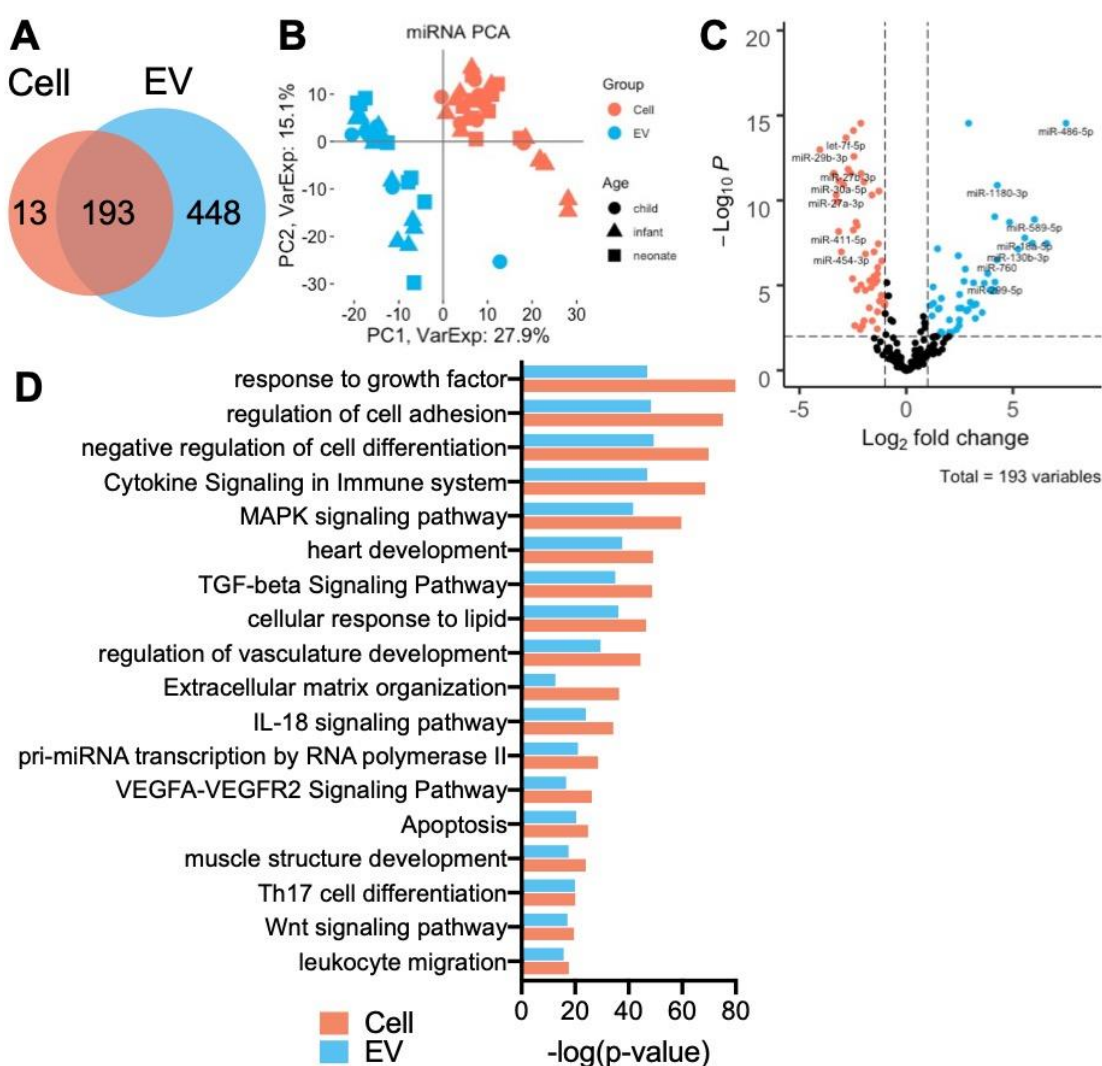 A
Cell
EV
13
193
448
B
miRNA PCA
PC2, VarExp: 15.1%
10
0
-10
-20
-30
-20
-10
0
10
20
30
PC1, VarExp: 27.9%
Group
Cell
EV
Age
child
infant
neonate
C
−Log10 P
20
15
10
5
0
miR-486-5p
let-7f-5p
miR-29b-3p
miR-27b-3p
miR-30a-5p
miR-27a-3p
miR-1180-3p
miR-589-5p
miR-411-5p
miR-18a-5p
miR-454-3p
miR-130b-3p
miR-760
miR-299-5p
-5
0
5
Log2 fold change
Total = 193 variables
D
response to growth factor
regulation of cell adhesion
negative regulation of cell differentiation
Cytokine Signaling in Immune system
MAPK signaling pathway
heart development
TGF-beta Signaling Pathway
cellular response to lipid
regulation of vasculature development
Extracellular matrix organization
IL-18 signaling pathway
pri-miRNA transcription by RNA polymerase II
VEGFA-VEGFR2 Signaling Pathway
Apoptosis
muscle structure development
Th17 cell differentiation
Wnt signaling pathway
leukocyte migration
0
20
40
60
80
-log(p-value)
Cell
EV